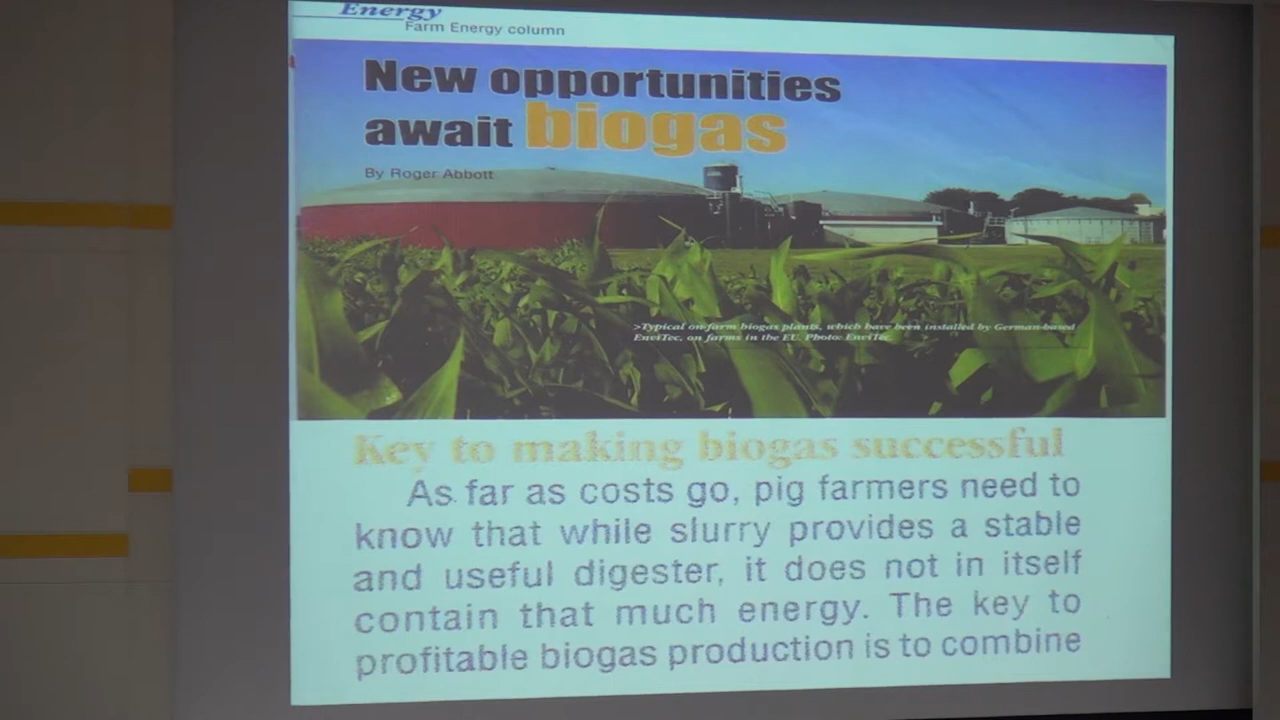 Energy
Farm Energy column
New opportunities
await biogas
By Roger Abbott
>Typical on-farm biogas plants, which have been installed by German-based
EnviTec, on farms in the EU. Photo: EnviTec.
Key to making biogas successful
As far as costs go, pig farmers need to
know that while slurry provides a stable
and useful digester, it does not in itself
contain that much energy. The key to
profitable biogas production is to combine